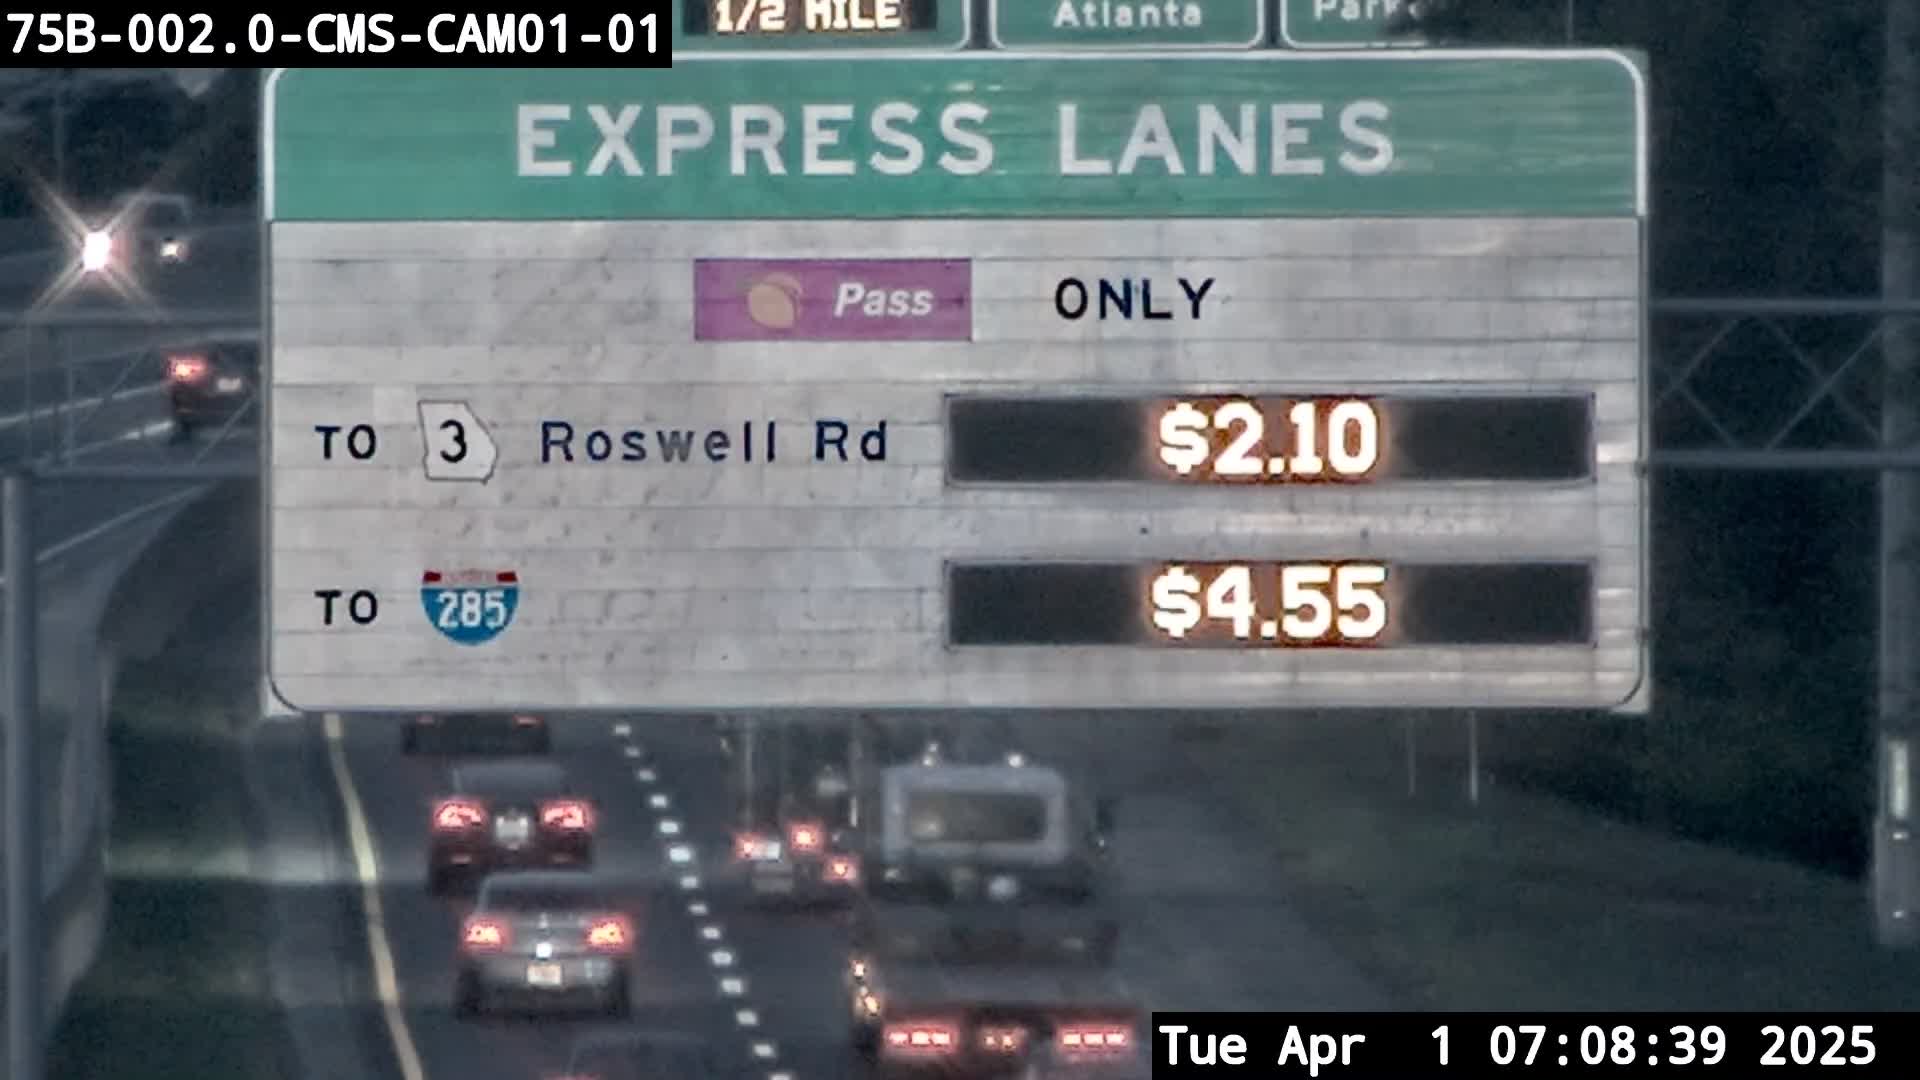 75B-002.0-CMS-CAM01-01
1/2 MILE
Atlanta
EXPRESS LANES
Pass ONLY
TO 3 Roswell Rd $2.10
TO 285 $4.55
Tue Apr 1 07:08:39 2025